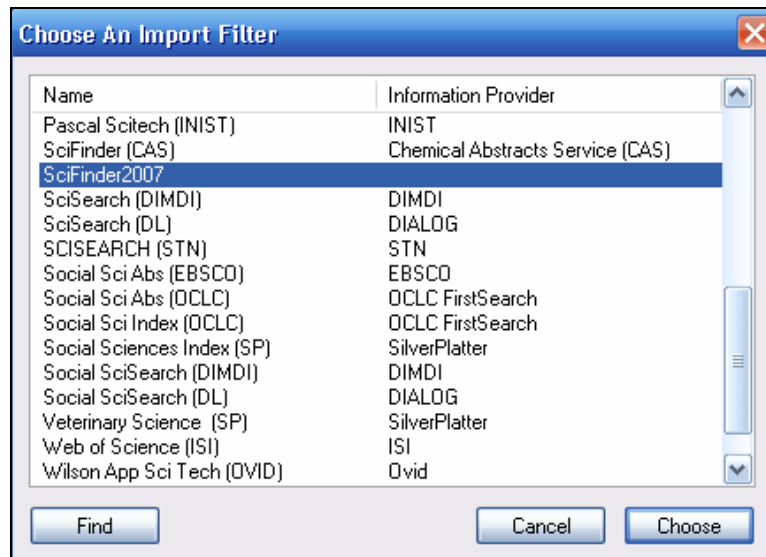 Choose An Import Filter
Name Information Provider
Pascal Scitech (INIST) INIST
SciFinder (CAS) Chemical Abstracts Service (CAS)
SciFinder2007
SciSearch (DIMDI) DIMDI
SciSearch (DL) DIALOG
SCISEARCH (STN) STN
Social Sci Abs (EBSCO) EBSCO
Social Sci Abs (OCLC) OCLC FirstSearch
Social Sci Index (OCLC) OCLC FirstSearch
Social Sciences Index (SP) SilverPlatter
Social SciSearch (DIMDI) DIMDI
Social SciSearch (DL) DIALOG
Veterinary Science (SP) SilverPlatter
Web of Science (ISI) ISI
Wilson App Sci Tech (OVID) Ovid
Find Cancel Choose